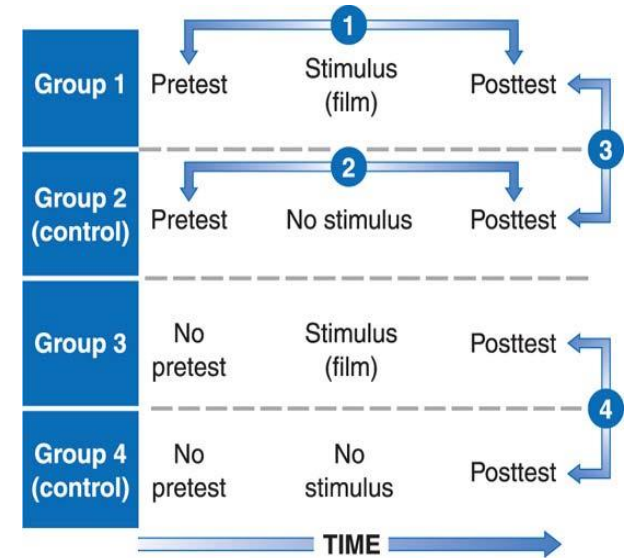 1
Group 1
Pretest
Stimulus
(film)
Posttest
3
2
Group 2
(control)
Pretest
No stimulus
Posttest
Group 3
No
pretest
Stimulus
(film)
Posttest
4
Group 4
(control)
No
pretest
No
stimulus
Posttest
TIME